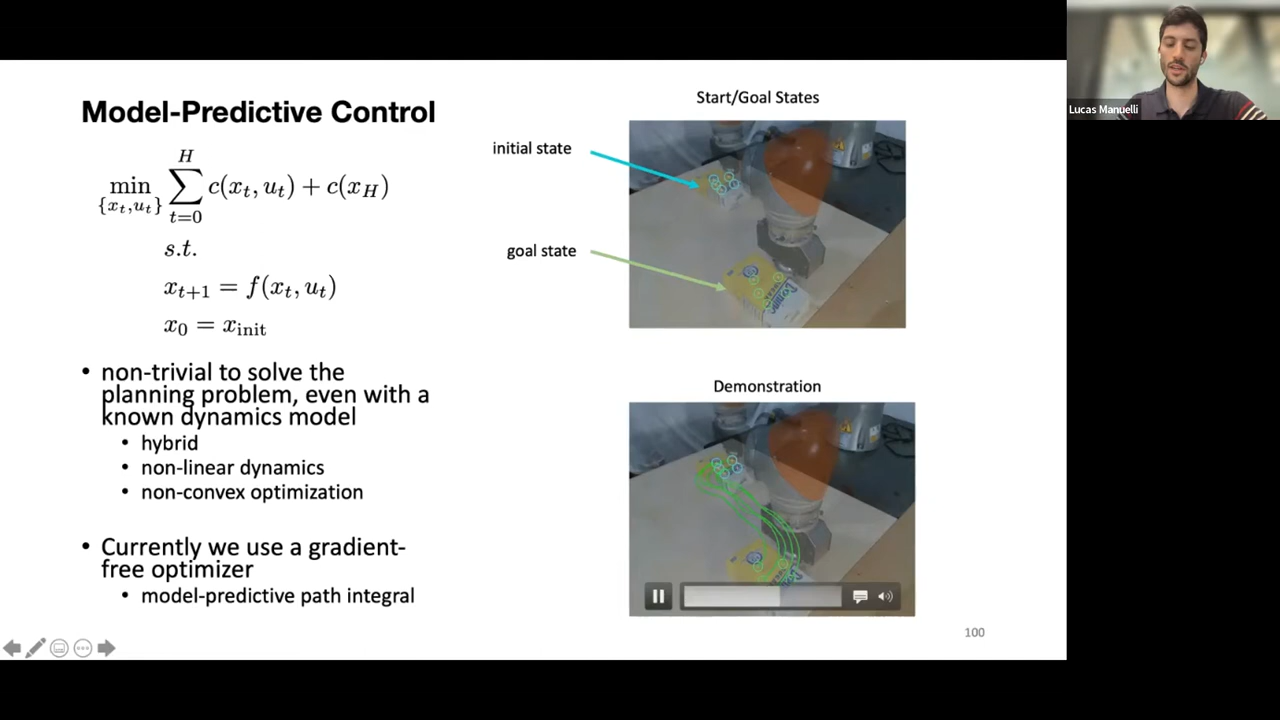 Lucas Manuelli
Model-Predictive Control
H
min ∑ c(x_t, u_t) + c(x_H)
{x_t,u_t} t=0
s.t.
x_{t+1} = f(x_t, u_t)
x_0 = x_init
• non-trivial to solve the
planning problem, even with a
known dynamics model
• hybrid
• non-linear dynamics
• non-convex optimization
• Currently we use a gradient-
free optimizer
• model-predictive path integral
Start/Goal States
initial state
goal state
Demonstration
100